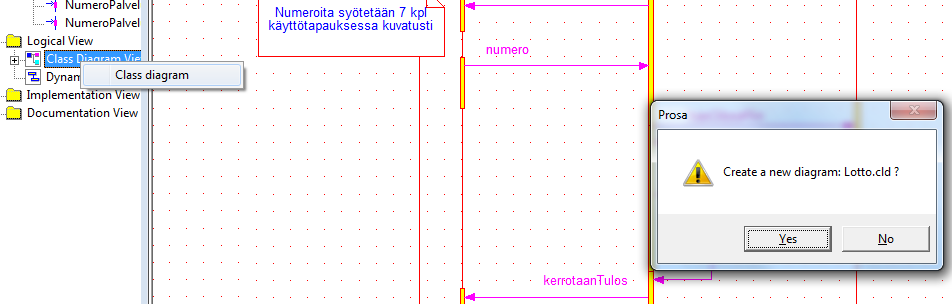 NumeroPalvel
NumeroPalvel
Logical View
Class Diagram Vie
Class diagram
Dynam
Implementation View
Documentation View
Numeroita syötetään 7 kpl
käyttötapauksessa kuvatusti
numero
Prosa
Create a new diagram: Lotto.cld ?
Yes
No
kerrotaanTulos